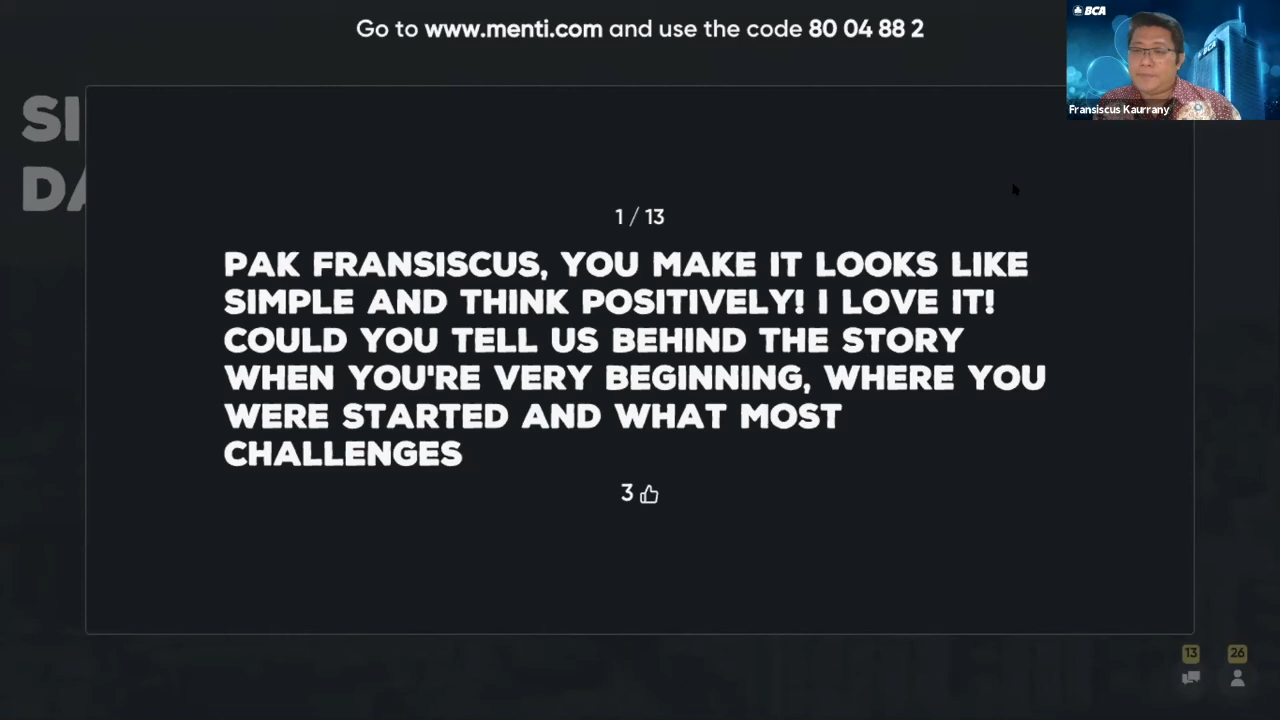 Go to www.menti.com and use the code 80 04 88 2
BCA
Fransiscus Kaurrany
SI
DA
1 / 13
PAK FRANSISCUS, YOU MAKE IT LOOKS LIKE
SIMPLE AND THINK POSITIVELY! I LOVE IT!
COULD YOU TELL US BEHIND THE STORY
WHEN YOU'RE VERY BEGINNING, WHERE YOU
WERE STARTED AND WHAT MOST
CHALLENGES
3
13
26